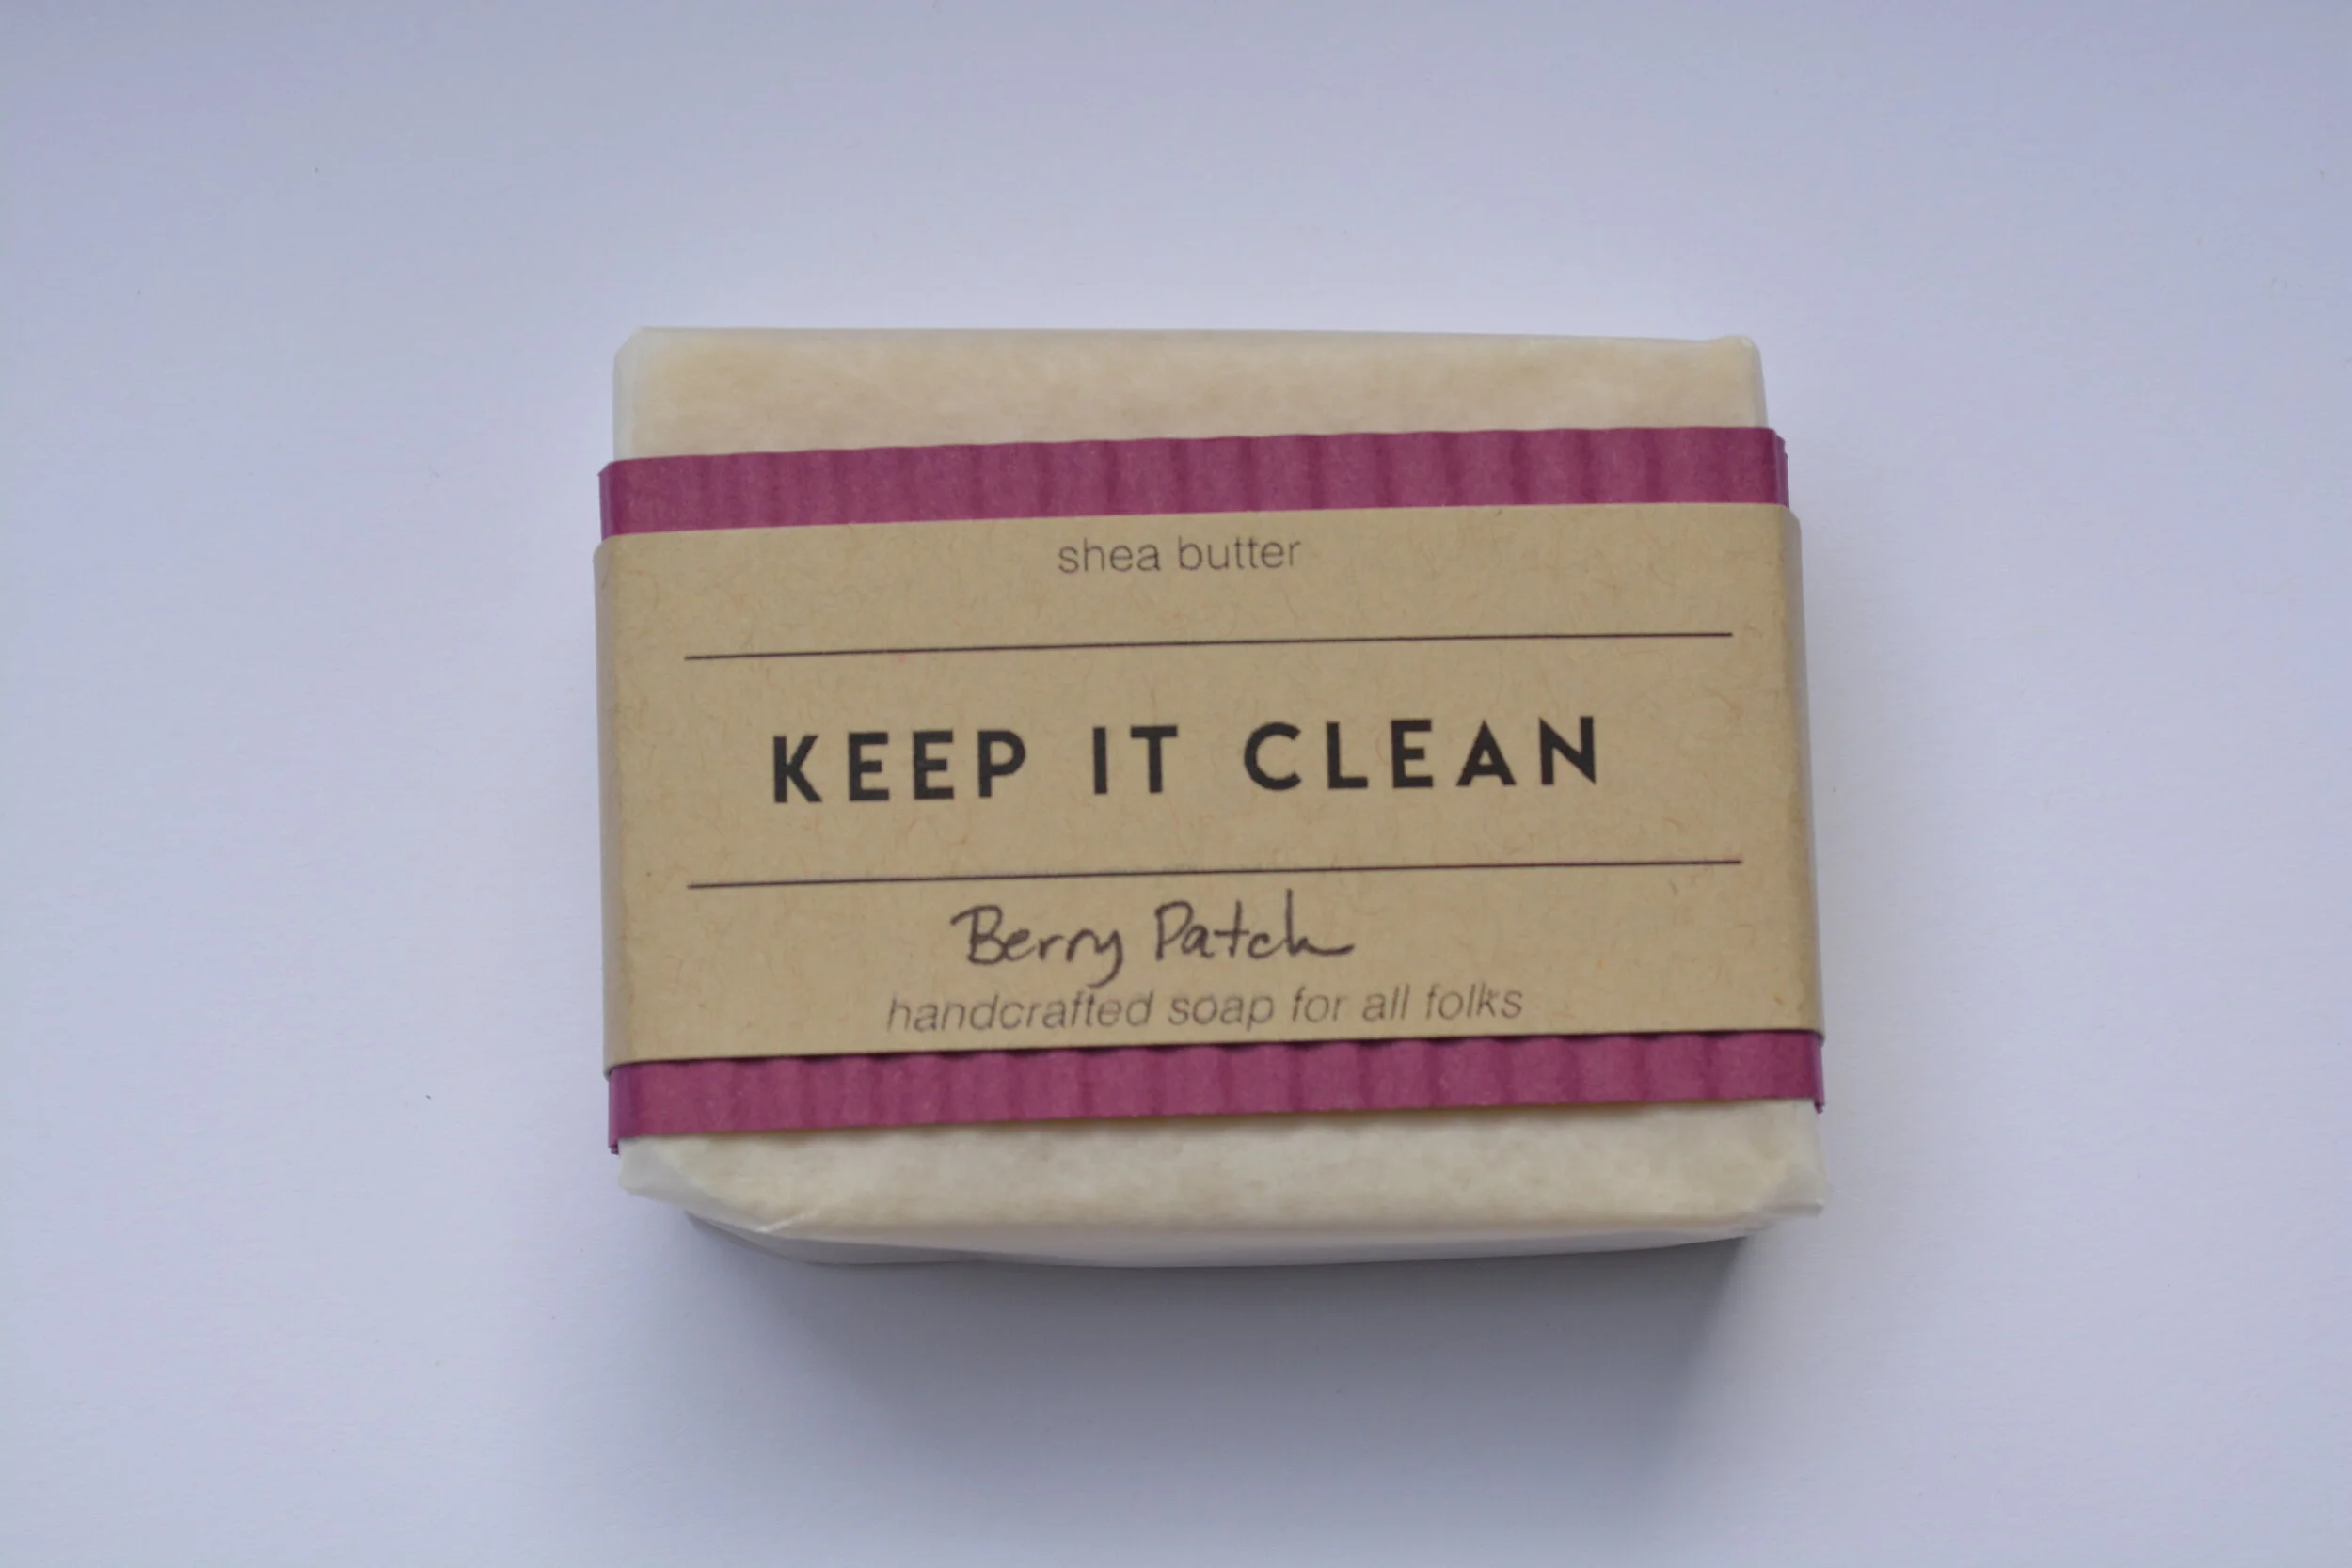 shea butter
KEEP IT CLEAN
Berry Patch
handcrafted soap for all folks